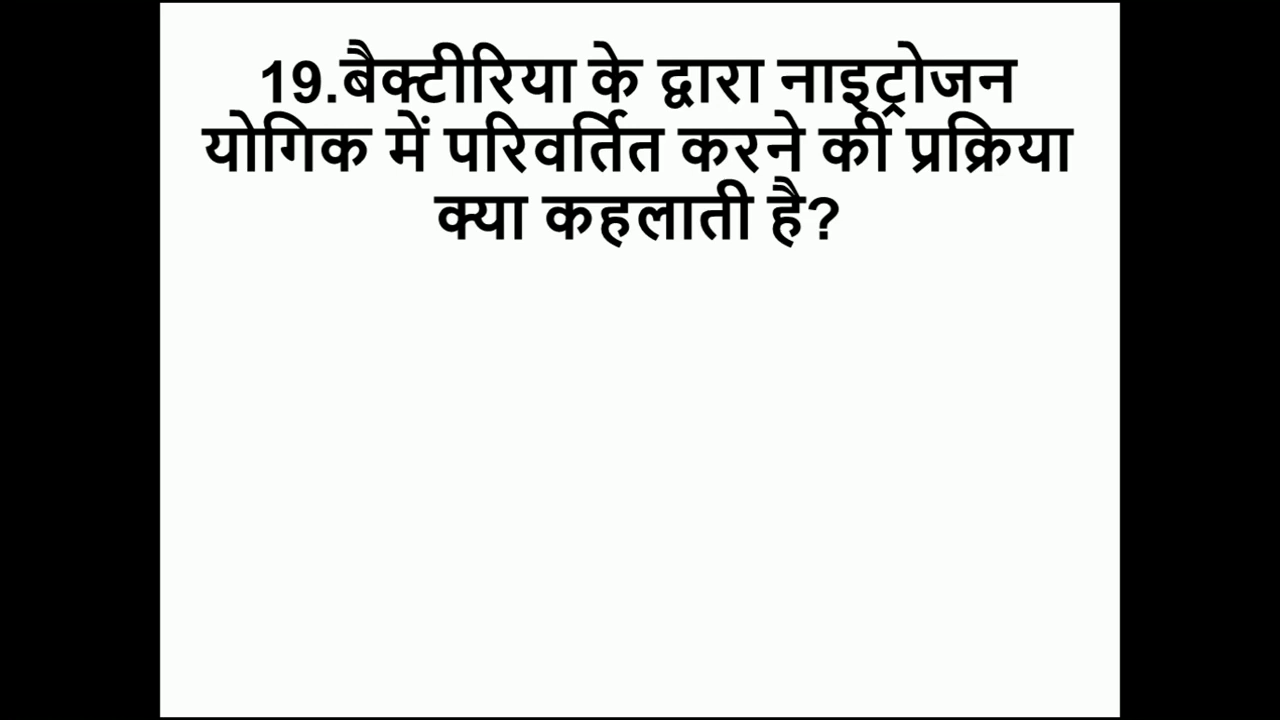 19.बैक्टीरिया के द्वारा नाइट्रोजन
योगिक में परिवर्तित करने की प्रक्रिया
क्या कहलाती है?